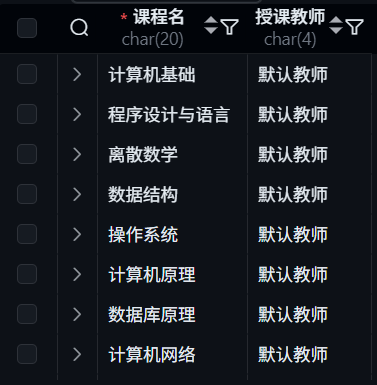 * 课程名 授课教师
char(20) char(4)
计算机基础 默认教师
程序设计与语言 默认教师
离散数学 默认教师
数据结构 默认教师
操作系统 默认教师
计算机原理 默认教师
数据库原理 默认教师
计算机网络 默认教师